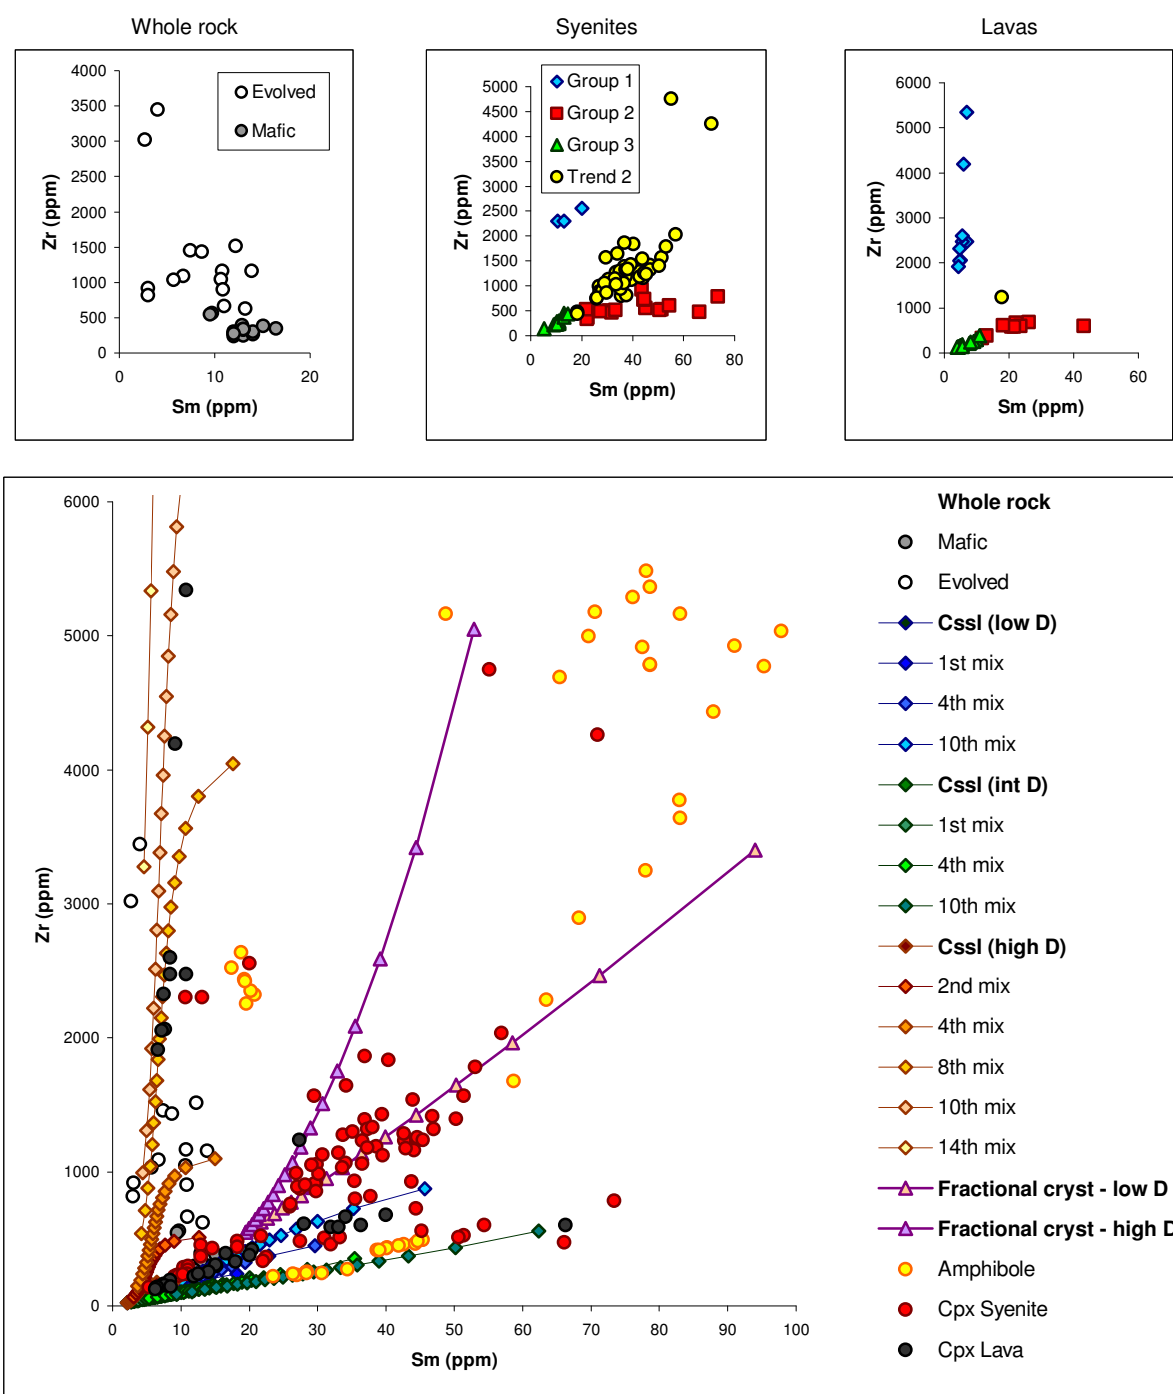 Whole rock
Syenites
Lavas
4000
3500
3000
2500
2000
1500
1000
500
0
0
10
20
Zr (ppm)
Sm (ppm)
Evolved
Mafic
5000
4500
4000
3500
3000
2500
2000
1500
1000
500
0
0
20
40
60
80
Zr (ppm)
Sm (ppm)
Group 1
Group 2
Group 3
Trend 2
6000
5000
4000
3000
2000
1000
0
0
20
40
60
Zr (ppm)
Sm (ppm)
6000
5000
4000
3000
2000
1000
0
0
10
20
30
40
50
60
70
80
90
100
Zr (ppm)
Sm (ppm)
Whole rock
Mafic
Evolved
Cssl (low D)
1st mix
4th mix
10th mix
Cssl (int D)
1st mix
4th mix
10th mix
Cssl (high D)
2nd mix
4th mix
8th mix
10th mix
14th mix
Fractional cryst - low D
Fractional cryst - high D
Amphibole
Cpx Syenite
Cpx Lava